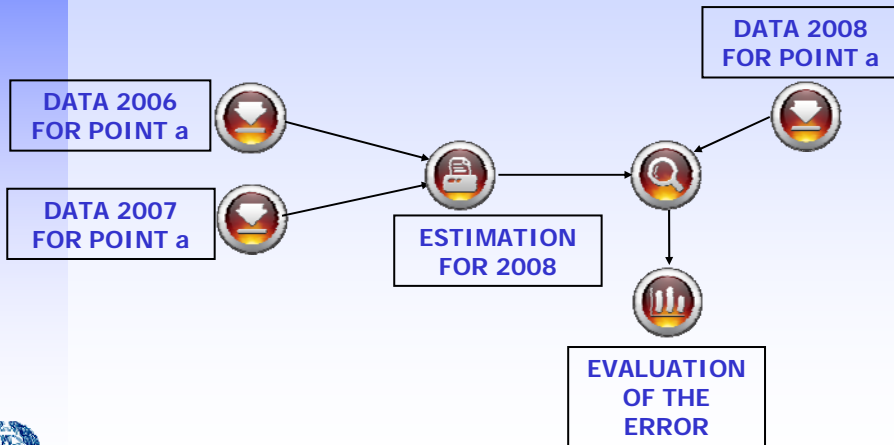 DATA 2008
FOR POINT a
DATA 2006
FOR POINT a
DATA 2007
FOR POINT a
ESTIMATION
FOR 2008
EVALUATION
OF THE
ERROR